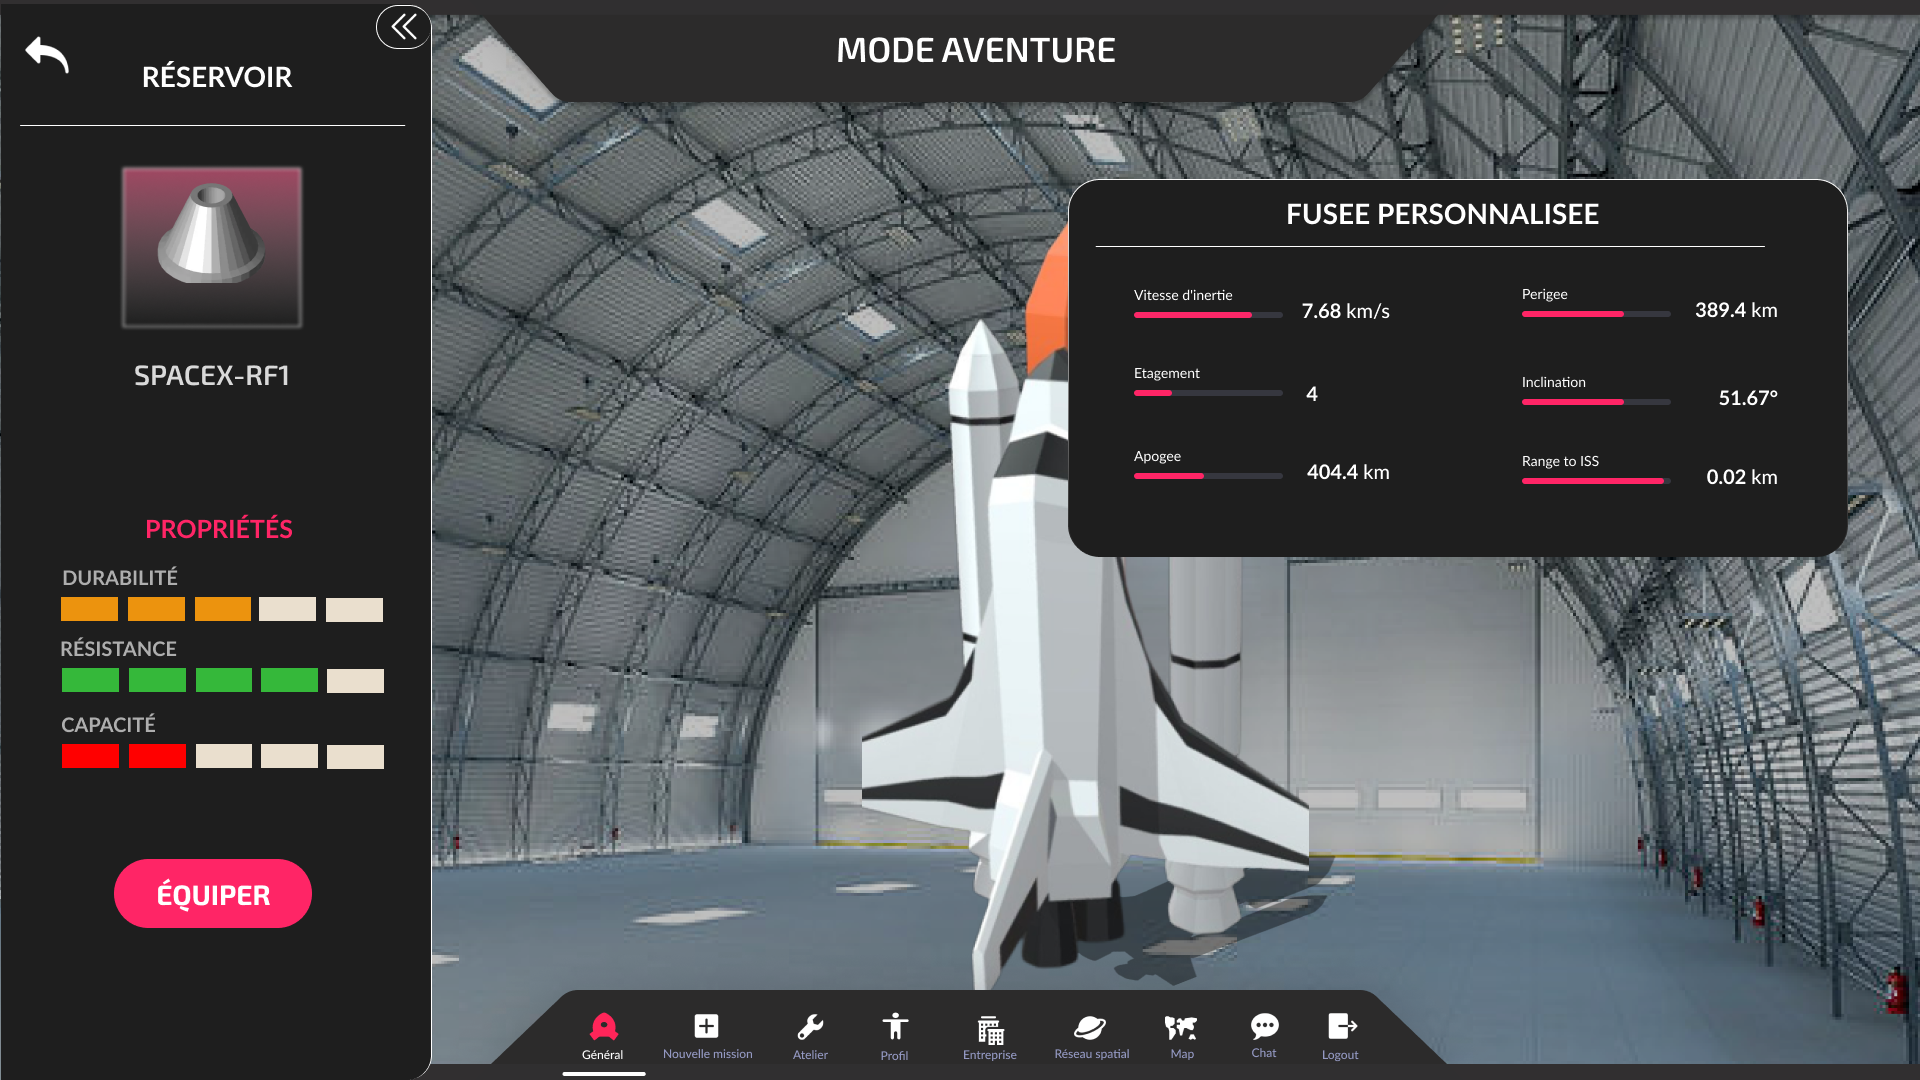 MODE AVENTURE
RÉSERVOIR
SPACEX-RF1
PROPRIÉTÉS
DURABILITÉ
RÉSISTANCE
CAPACITÉ
ÉQUIPER
FUSEE PERSONNALISEE
Vitesse d'inertie
7.68 km/s
Perigee
389.4 km
Etagement
4
Inclination
51.67°
Apogee
404.4 km
Range to ISS
0.02 km
Général
Nouvelle mission
Atelier
Profil
Entreprise
Réseau spatial
Map
Chat
Logout